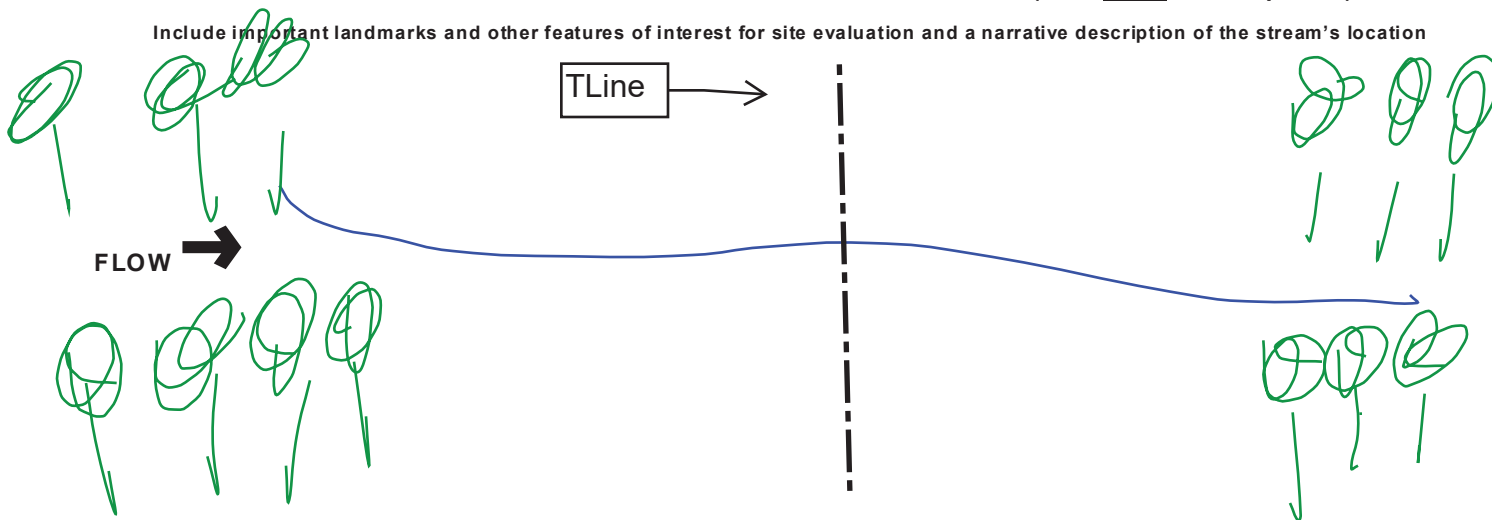 Include important landmarks and other features of interest for site evaluation and a narrative description of the stream's location
TLine
FLOW